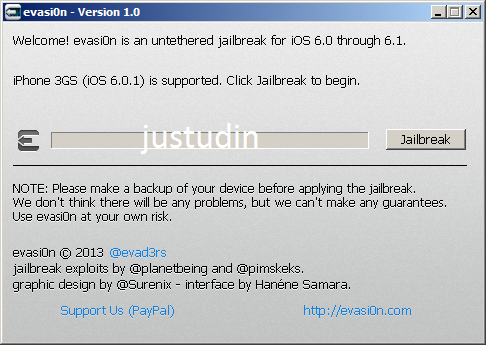 evasi0n - Version 1.0
Welcome! evasi0n is an untethered jailbreak for iOS 6.0 through 6.1.
iPhone 3GS (iOS 6.0.1) is supported. Click Jailbreak to begin.
justudin
Jailbreak
NOTE: Please make a backup of your device before applying the jailbreak.
We don't think there will be any problems, but we can't make any guarantees.
Use evasi0n at your own risk.
evasi0n © 2013 @evad3rs
jailbreak exploits by @planetbeing and @pimskeks.
graphic design by @Surenix - interface by Hanéne Samara.
Support Us (PayPal) http://evasi0n.com